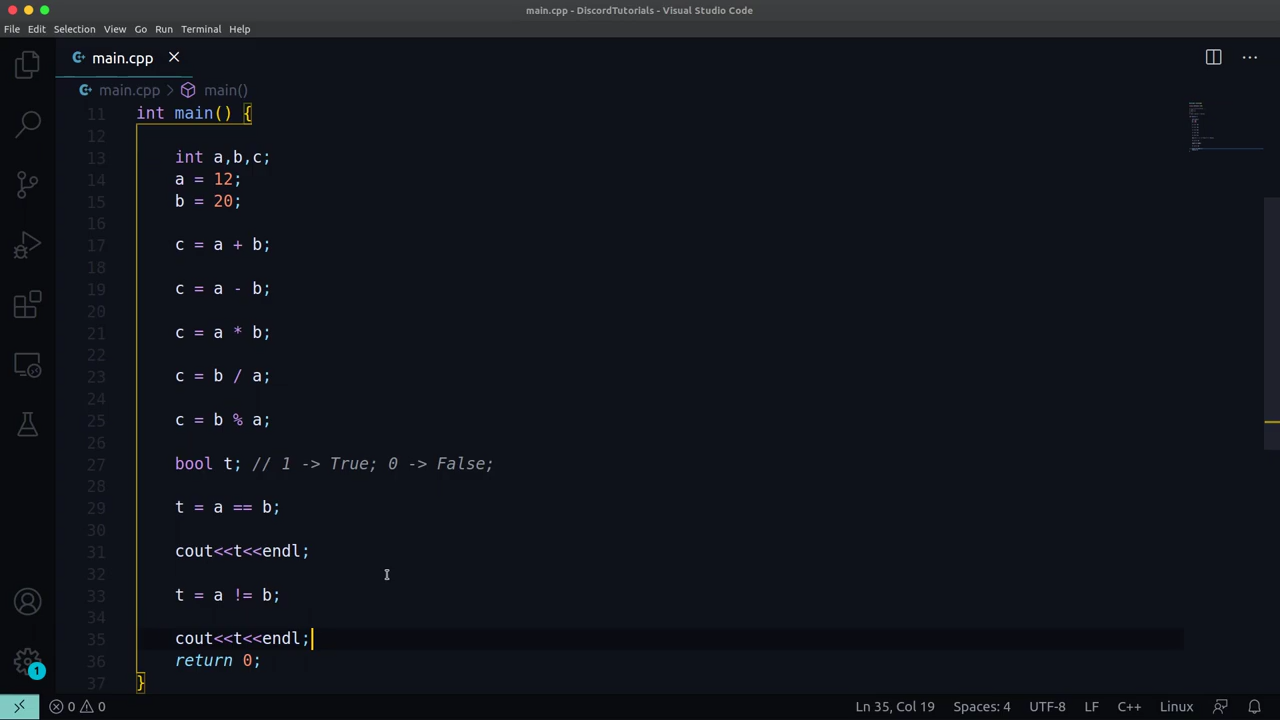 main.cpp - DiscordTutorials - Visual Studio Code
File Edit Selection View Go Run Terminal Help
main.cpp
main.cpp > main()
11 int main() {
12
13 int a,b,c;
14 a = 12;
15 b = 20;
16
17 c = a + b;
18
19 c = a - b;
20
21 c = a * b;
22
23 c = b / a;
24
25 c = b % a;
26
27 bool t; // 1 -> True; 0 -> False;
28
29 t = a == b;
30
31 cout<<t<<endl;
32
33 t = a != b;
34
35 cout<<t<<endl;
36 return 0;
37 }
1
0 0 Ln 35, Col 19 Spaces: 4 UTF-8 LF C++ Linux